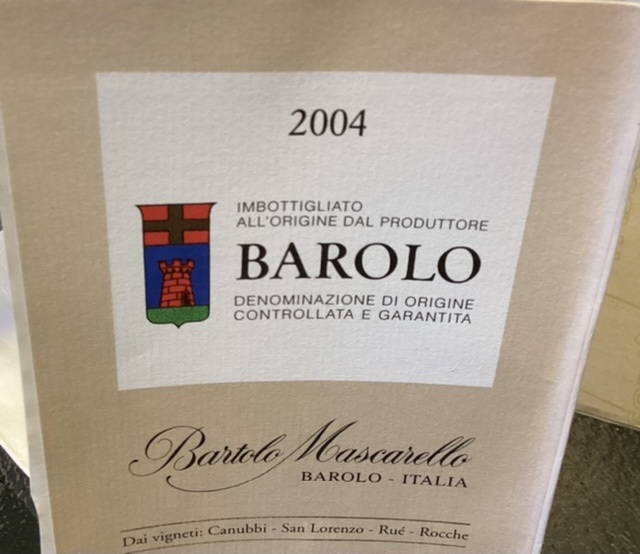 2004
IMBOTTIGLIATO
ALL'ORIGINE DAL PRODUTTORE
BAROLO
DENOMINAZIONE DI ORIGINE
CONTROLLATA E GARANTITA
Bartolo Mascarello
BAROLO - ITALIA
Dai vigneti: Canubbi - San Lorenzo - Rué - Rocche